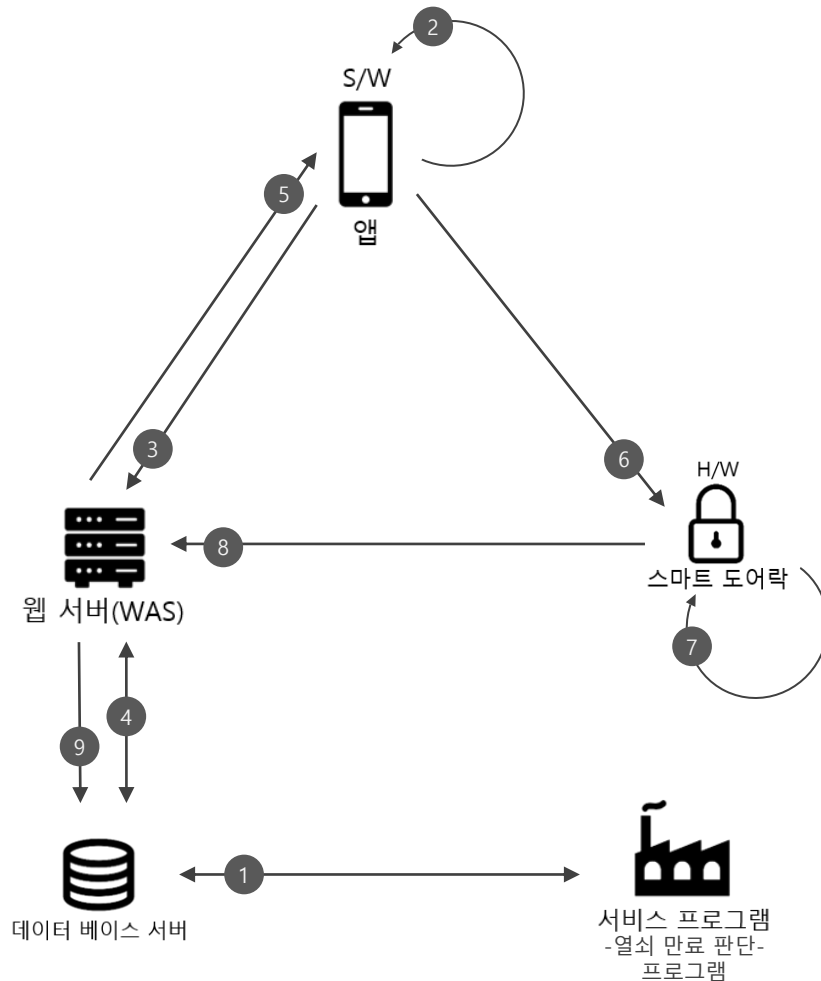 2
S/W
5
앱
3
6
H/W
8
스마트 도어락
웹 서버(WAS)
7
4
9
1
데이터 베이스 서버
서비스 프로그램
-열쇠 만료 판단-
프로그램